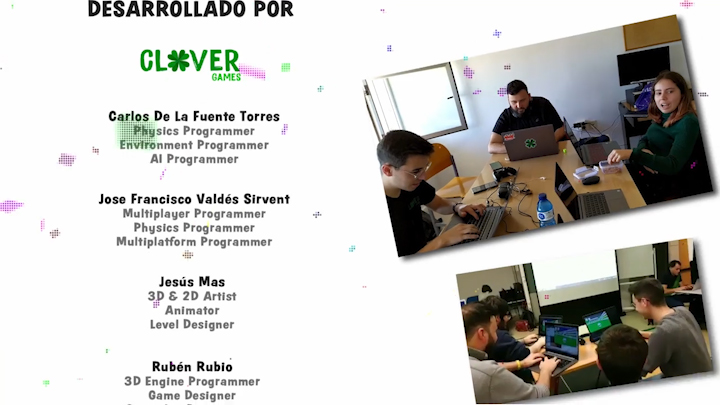 DESARROLLADO POR
CLOVER
GAMES
Carlos De La Fuente Torres
Physics Programmer
Environment Programmer
AI Programmer
Jose Francisco Valdés Sirvent
Multiplayer Programmer
Physics Programmer
Multiplatform Programmer
Jesús Mas
3D & 2D Artist
Animator
Level Designer
Rubén Rubio
3D Engine Programmer
Game Designer